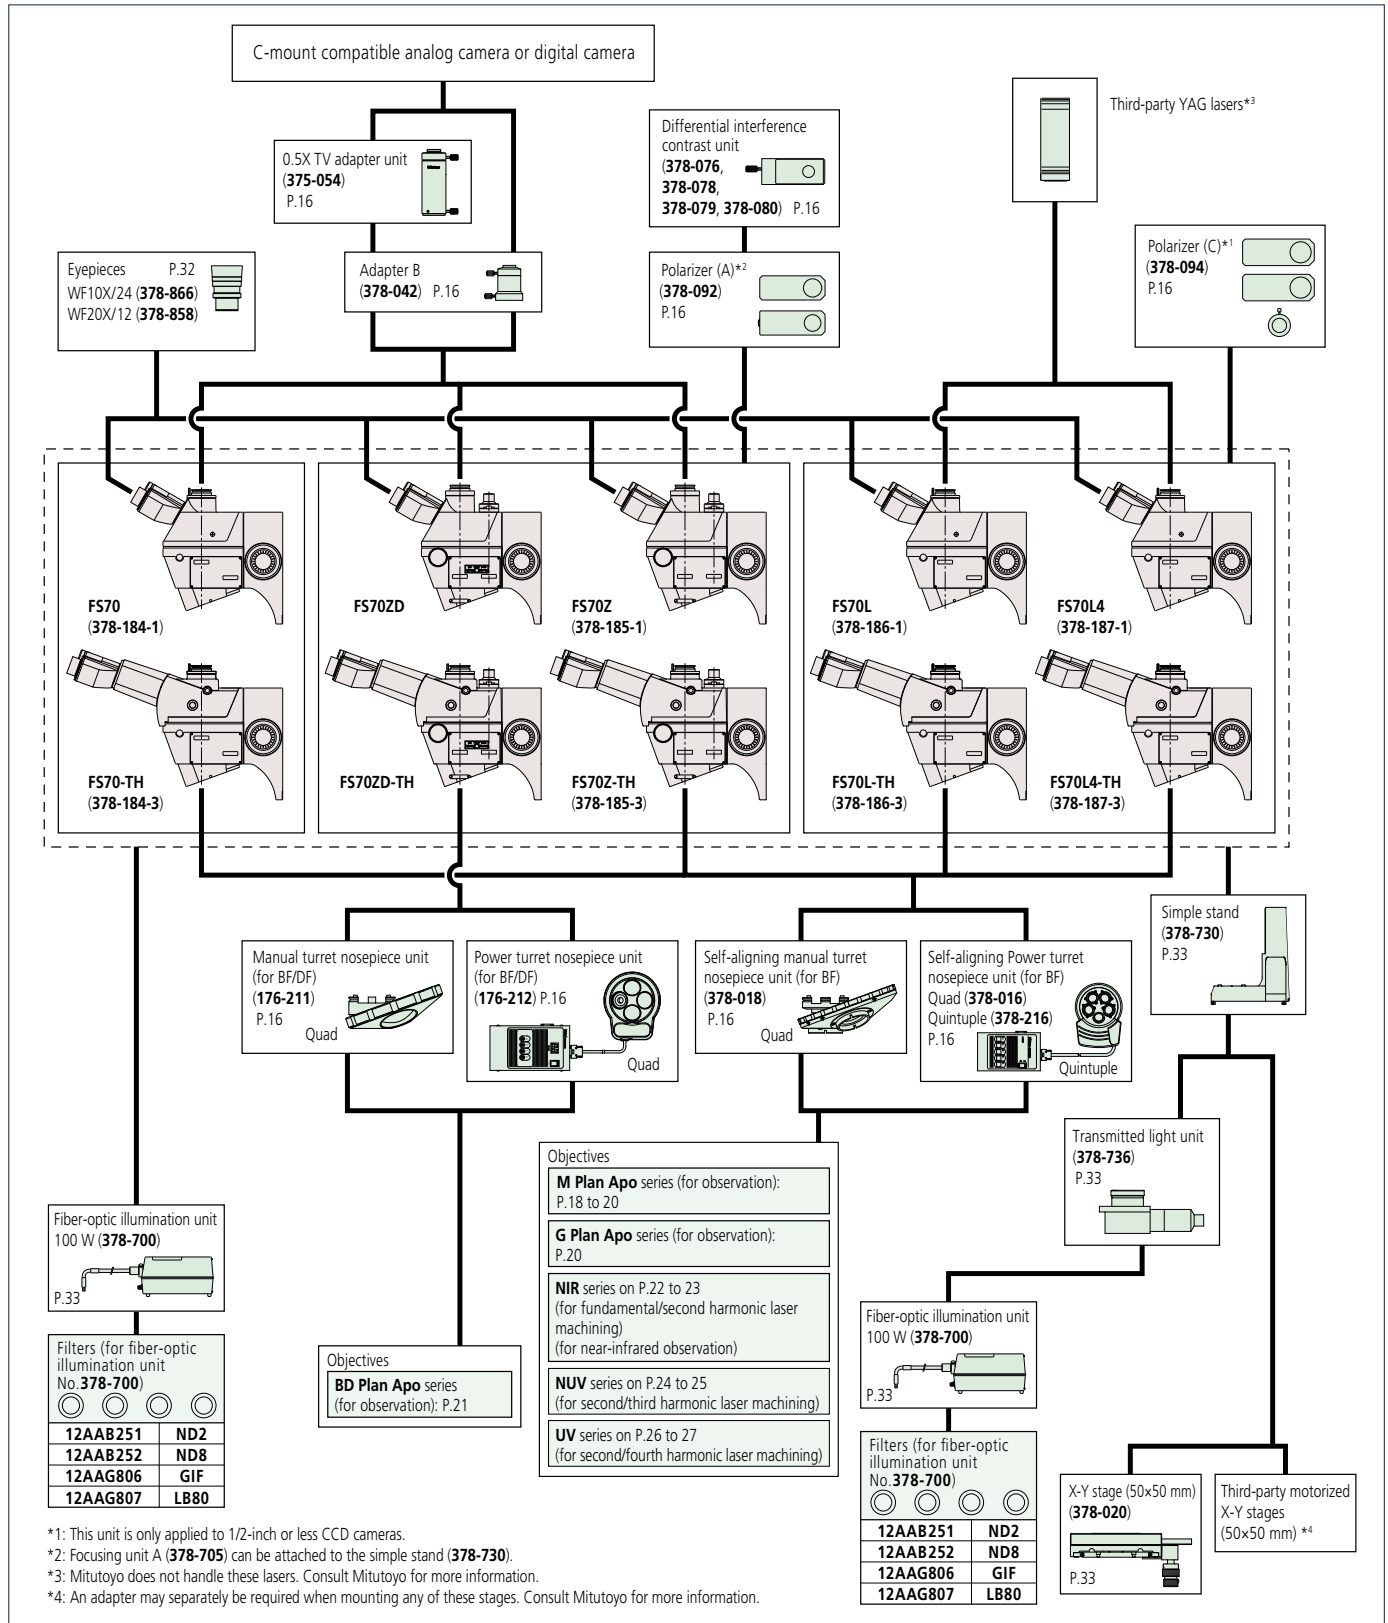 C-mount compatible analog camera or digital camera
0.5X TV adapter unit
(375-054)
P.16
Differential interference
contrast unit
(378-076,
378-078,
378-079, 378-080) P.16
Third-party YAG lasers*3
Eyepieces P.32
WF10X/24 (378-866)
WF20X/12 (378-858)
Adapter B
(378-042) P.16
Polarizer (A)*2
(378-092)
P.16
Polarizer (C)*1
(378-094)
P.16
FS70
(378-184-1)
FS70ZD
FS70Z
(378-185-1)
FS70L
(378-186-1)
FS70L4
(378-187-1)
FS70-TH
(378-184-3)
FS70ZD-TH
FS70Z-TH
(378-185-3)
FS70L-TH
(378-186-3)
FS70L4-TH
(378-187-3)
Manual turret nosepiece unit
(for BF/DF)
(176-211)
P.16
Quad
Power turret nosepiece unit
(for BF/DF)
(176-212) P.16
Quad
Self-aligning manual turret
nosepiece unit (for BF)
(378-018)
P.16
Quad
Self-aligning Power turret
nosepiece unit (for BF)
Quad (378-016)
Quintuple (378-216)
P.16
Quintuple
Simple stand
(378-730)
P.33
Transmitted light unit
(378-736)
P.33
Objectives
M Plan Apo series (for observation):
P.18 to 20
G Plan Apo series (for observation):
P.20
NIR series on P.22 to 23
(for fundamental/second harmonic laser
machining)
(for near-infrared observation)
NUV series on P.24 to 25
(for second/third harmonic laser machining)
UV series on P.26 to 27
(for second/fourth harmonic laser machining)
Fiber-optic illumination unit
100 W (378-700)
P.33
Filters (for fiber-optic
illumination unit
No.378-700)
12AAB251 ND2
12AAB252 ND8
12AAG806 GIF
12AAG807 LB80
Objectives
BD Plan Apo series
(for observation): P.21
Fiber-optic illumination unit
100 W (378-700)
P.33
Filters (for fiber-optic
illumination unit
No.378-700)
12AAB251 ND2
12AAB252 ND8
12AAG806 GIF
12AAG807 LB80
X-Y stage (50×50 mm)
(378-020)
P.33
Third-party motorized
X-Y stages
(50×50 mm) *4
*1: This unit is only applied to 1/2-inch or less CCD cameras.
*2: Focusing unit A (378-705) can be attached to the simple stand (378-730).
*3: Mitutoyo does not handle these lasers. Consult Mitutoyo for more information.
*4: An adapter may separately be required when mounting any of these stages. Consult Mitutoyo for more information.